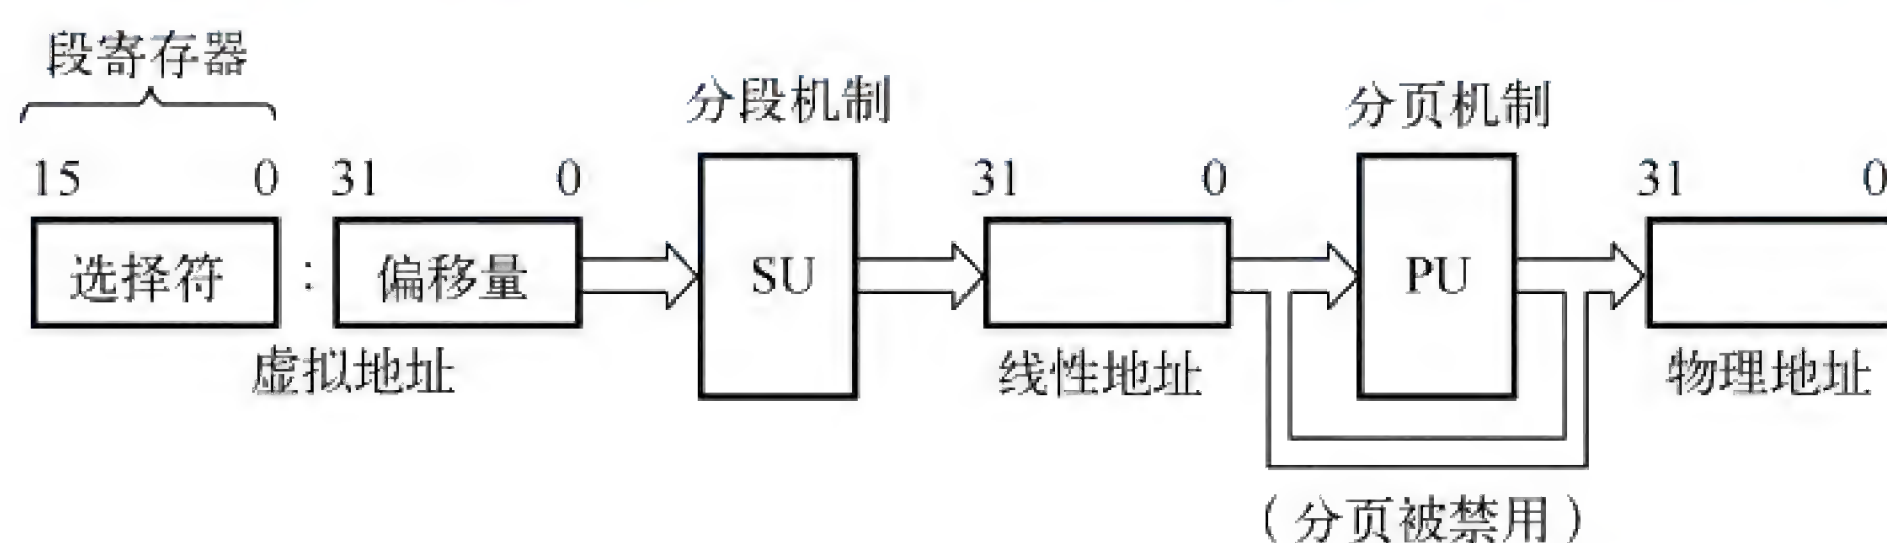 段寄存器
分段机制
分页机制
15 0 31 0
31 0
31 0
选择符 : 偏移量
SU
PU
虚拟地址
线性地址
物理地址
(分页被禁用)